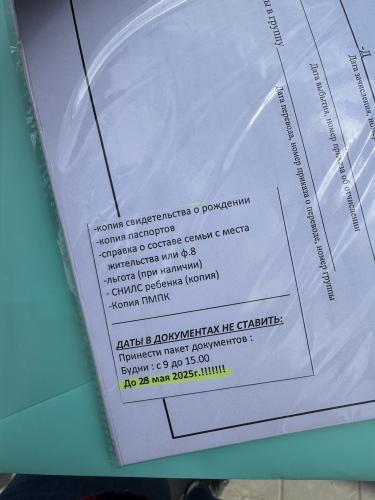 -копия свидетельства о рождении
-копия паспортов
-справка о составе семьи с места
жительства или ф.8
-льгота (при наличии)
- СНИЛС ребенка (копия)
-Копия ПМПК
ДАТЫ В ДОКУМЕНТАХ НЕ СТАВИТЬ:
Принести пакет документов :
Будни : с 9 до 15.00
До 28 мая 2025г.!!!!!!!
ы в группу
Дата перевода, номер приказа о переводе, номер группы
Дата выбытия, номер приказа об отчислении
Дата зачисления, номер